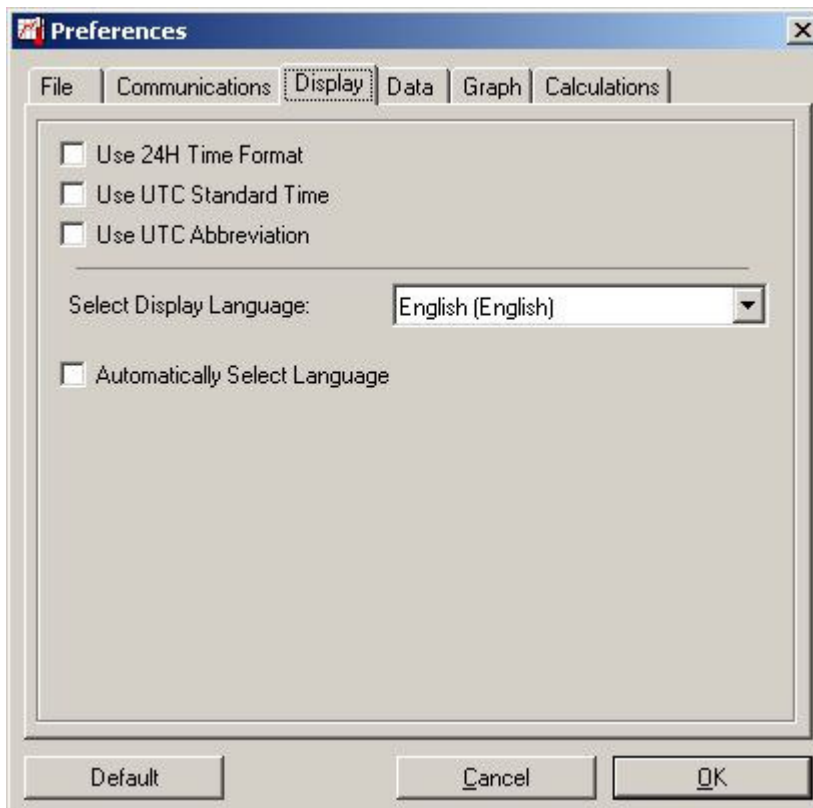 Preferences
File Communications Display Data Graph Calculations
Use 24H Time Format
Use UTC Standard Time
Use UTC Abbreviation
Select Display Language: English (English)
Automatically Select Language
Default Cancel OK